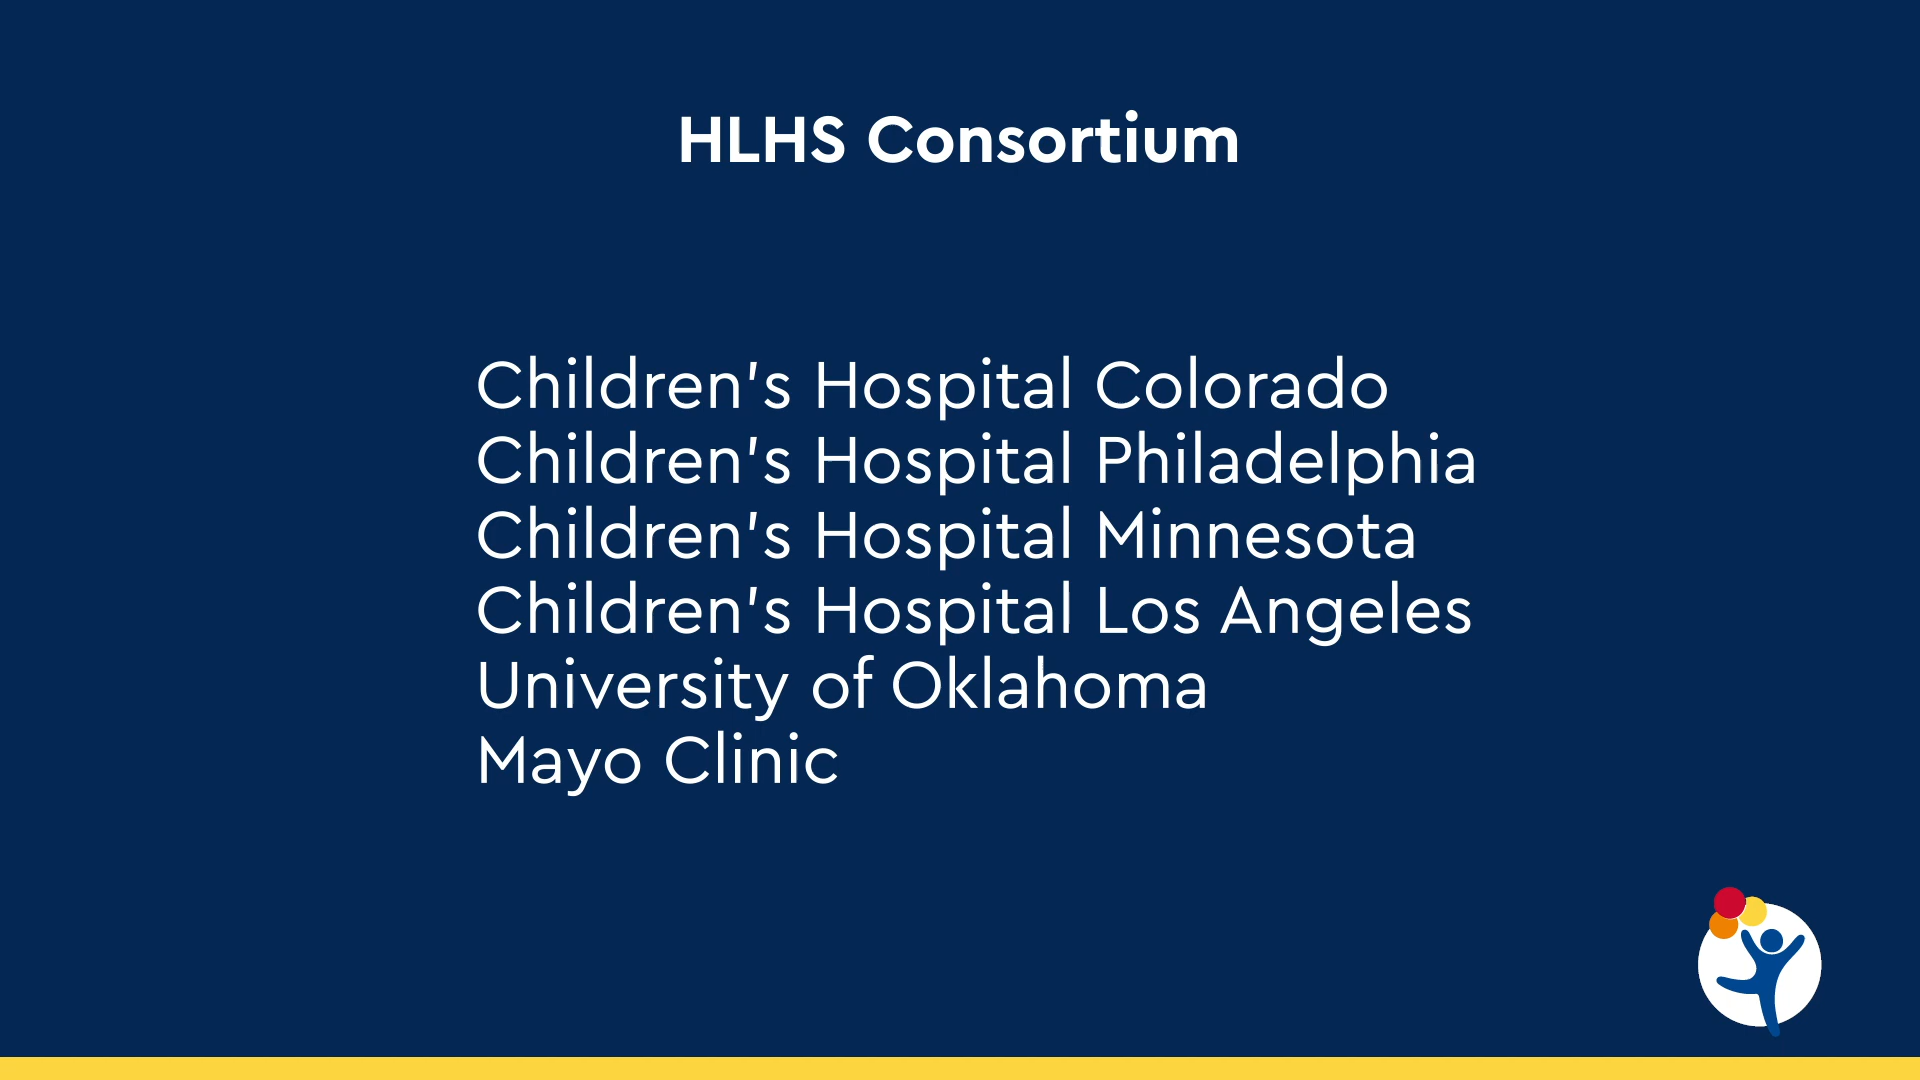 HLHS Consortium
Children's Hospital Colorado
Children's Hospital Philadelphia
Children's Hospital Minnesota
Children's Hospital Los Angeles
University of Oklahoma
Mayo Clinic